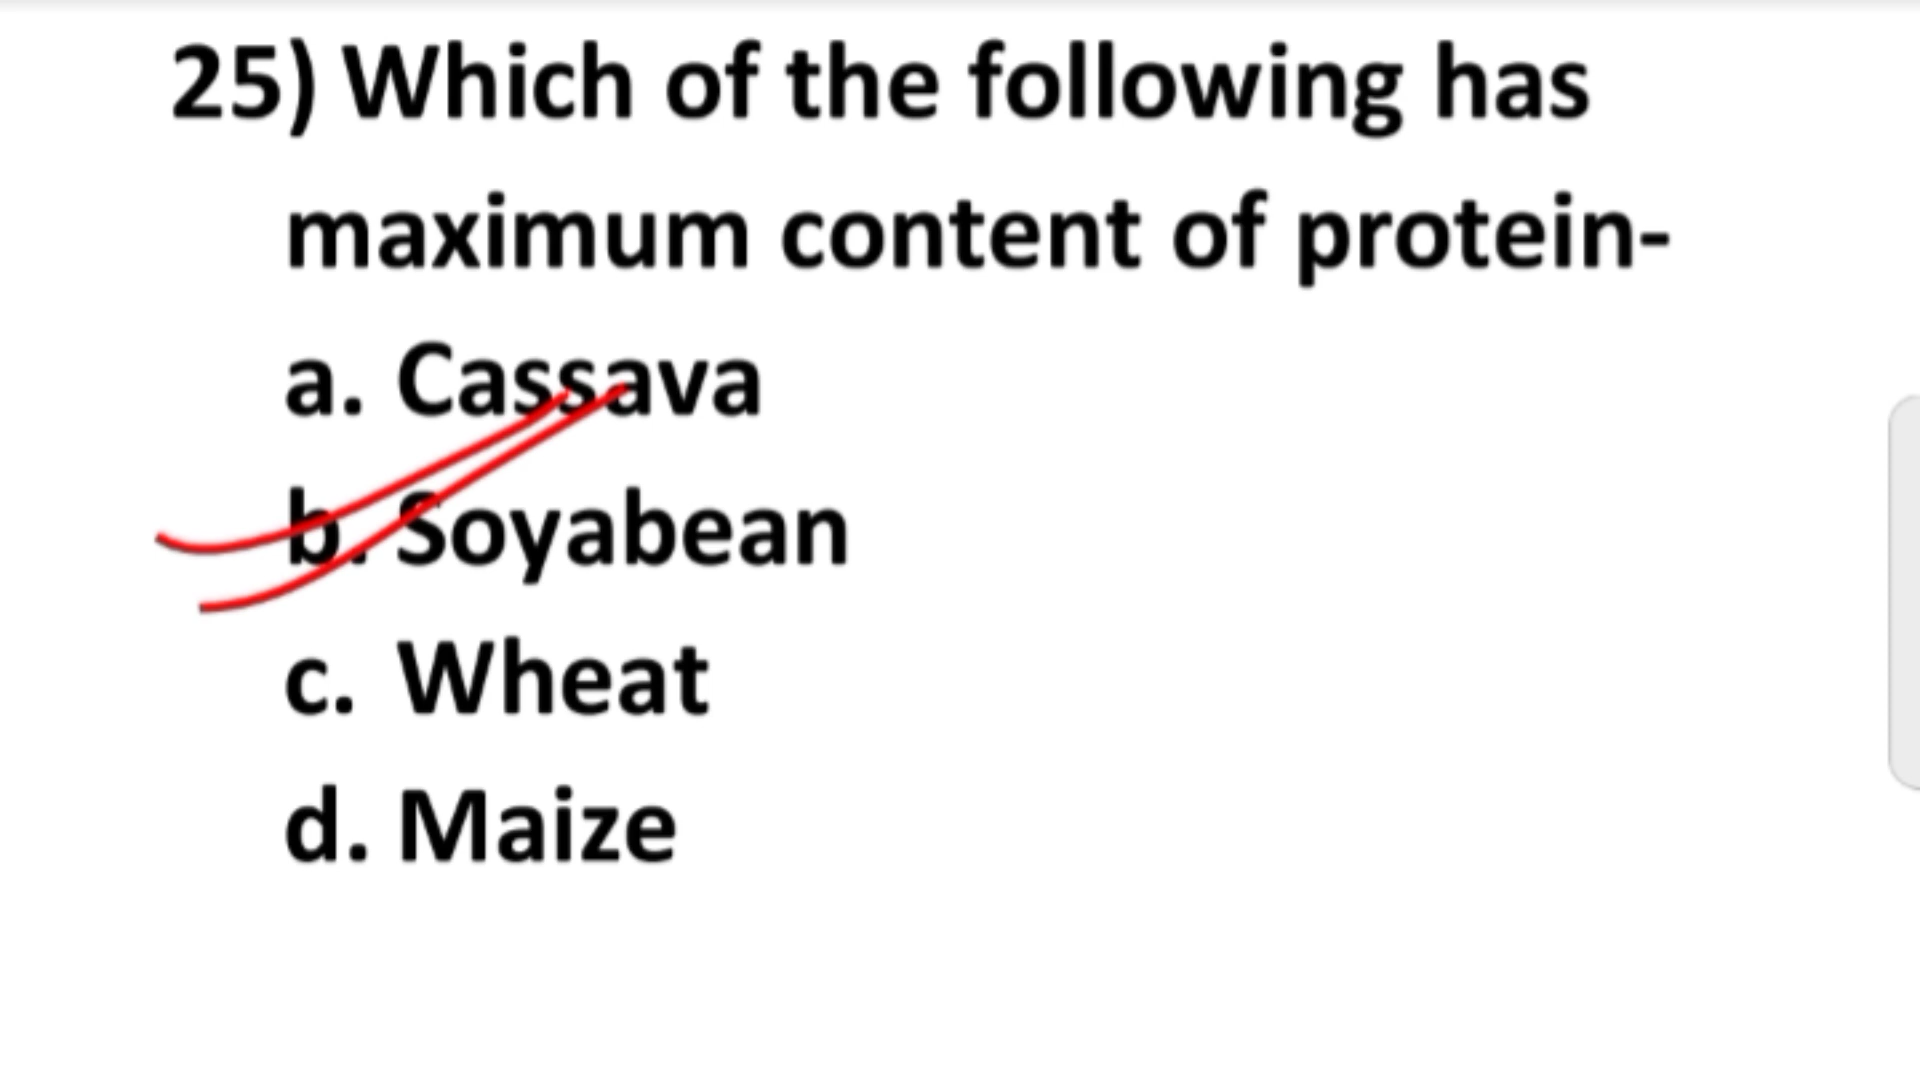 25) Which of the following has
maximum content of protein-
a. Cassava
b. Soyabean
c. Wheat
d. Maize